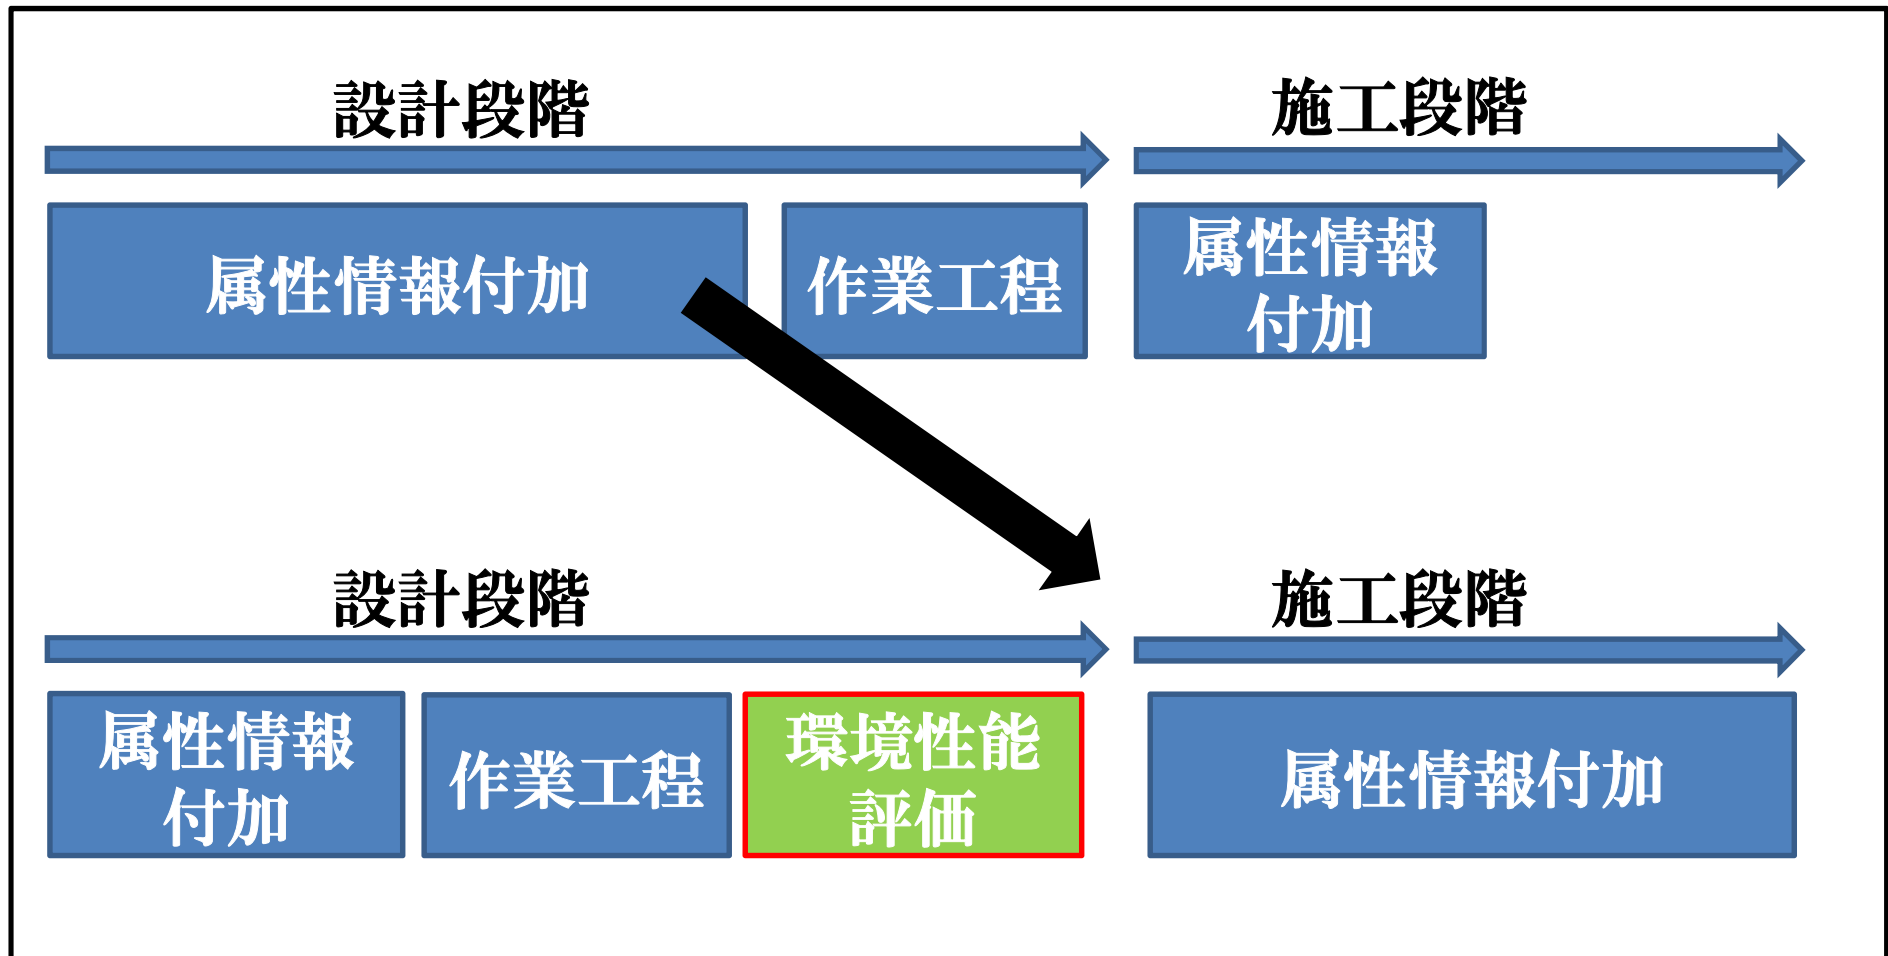 設計段階
施工段階
属性情報付加
作業工程
属性情報
付加
設計段階
施工段階
属性情報
付加
作業工程
環境性能
評価
属性情報付加